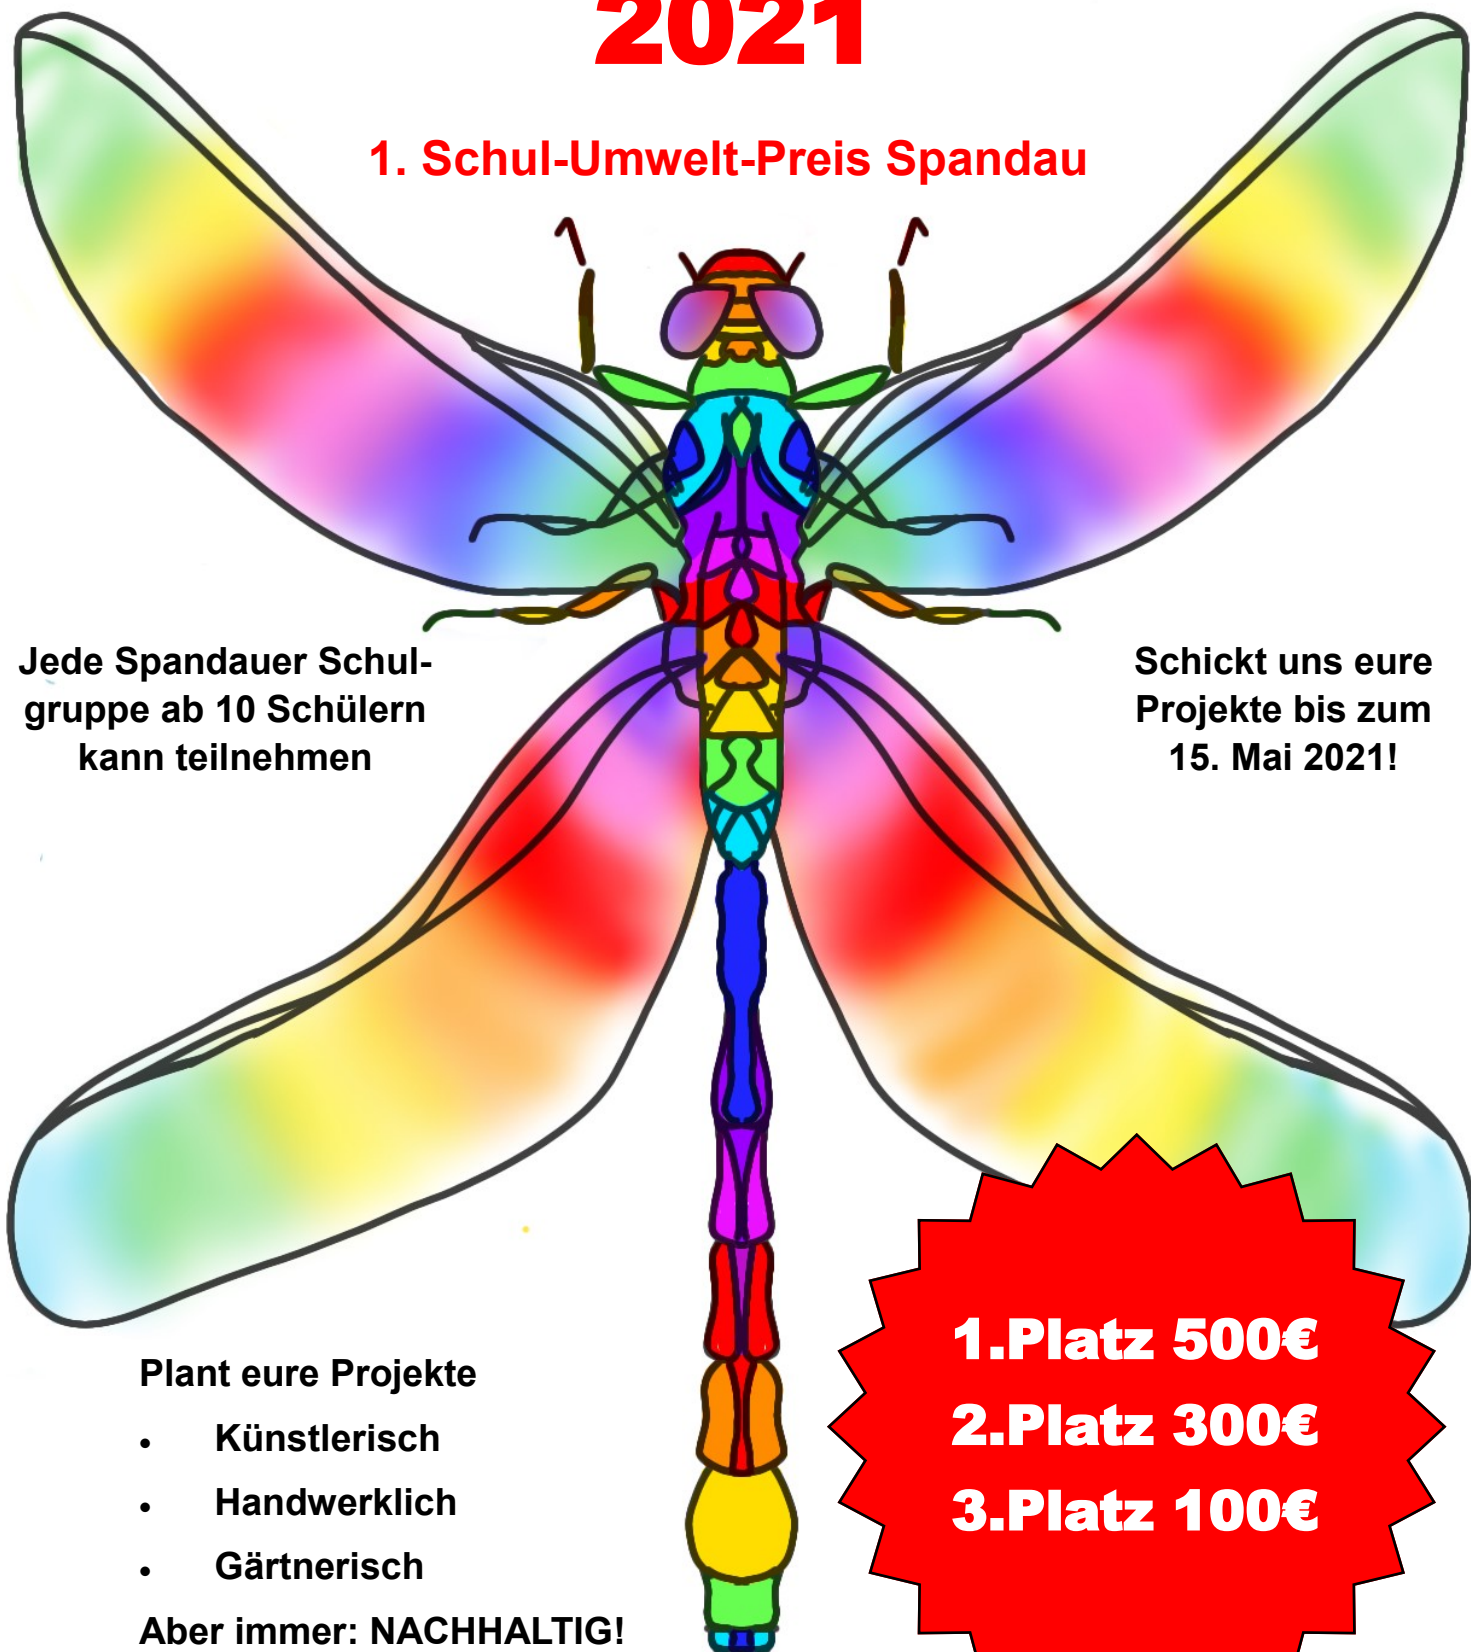 2021
1. Schul-Umwelt-Preis Spandau
Jede Spandauer Schul-
gruppe ab 10 Schülern
kann teilnehmen
Schickt uns eure
Projekte bis zum
15. Mai 2021!
Plant eure Projekte
• Künstlerisch
• Handwerklich
• Gärtnerisch
Aber immer: NACHHALTIG!
1.Platz 500€
2.Platz 300€
3.Platz 100€